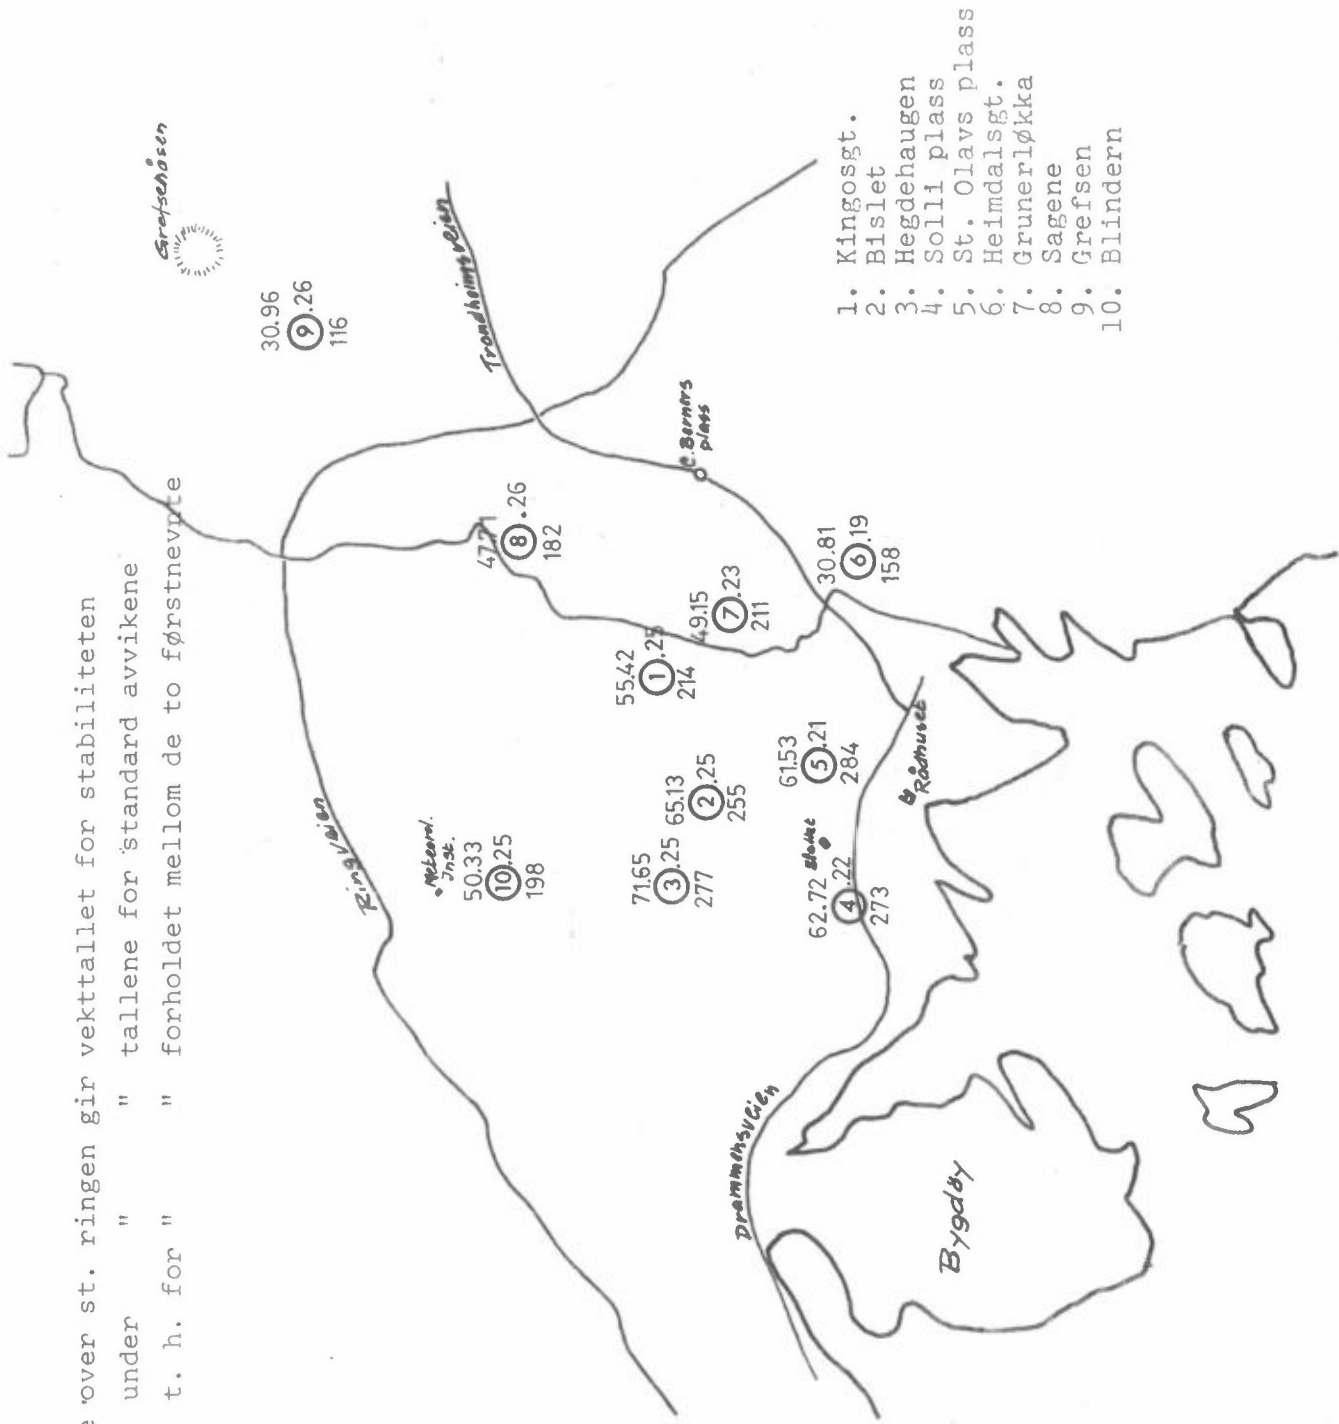 over st. ringen gir vekttallet for stabiliteten
under " " tallene for standard avvikene
t. h. for " " forholdet mellom de to førstnevnte
Grefsenåsen
30.96
9 .26
116
Trondheimsveien
Ringveien
8 .26
182
C. Berners
plass
Meteorol.
Inst.
50.33
10 .25
198
55.42
1 .25
214
49.15
7 .23
211
30.81
6 .19
158
71.65
3 .25
277
65.13
2 .25
255
61.53
5 .21
284
62.72
4 .22
273
Slottet
Rådhuset
Drammensveien
Bygdöy
1. Kingosgt.
2. Bislet
3. Hegdehaugen
4. Solli plass
5. St. Olavs plass
6. Heimdalsgt.
7. Grunerløkka
8. Sagene
9. Grefsen
10. Blindern